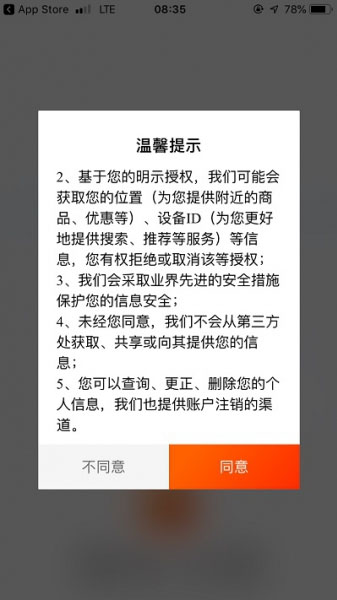 App Store LTE 08:35 78%
温馨提示
2、基于您的明示授权，我们可能会
获取您的位置（为您提供附近的商
品、优惠等）、设备ID（为您更好
地提供搜索、推荐等服务）等信
息，您有权拒绝或取消该等授权；
3、我们会采取业界先进的安全措施
保护您的信息安全；
4、未经您同意，我们不会从第三方
处获取、共享或向其提供您的信
息；
5、您可以查询、更正、删除您的个
人信息，我们也提供账户注销的渠
道。
不同意 同意